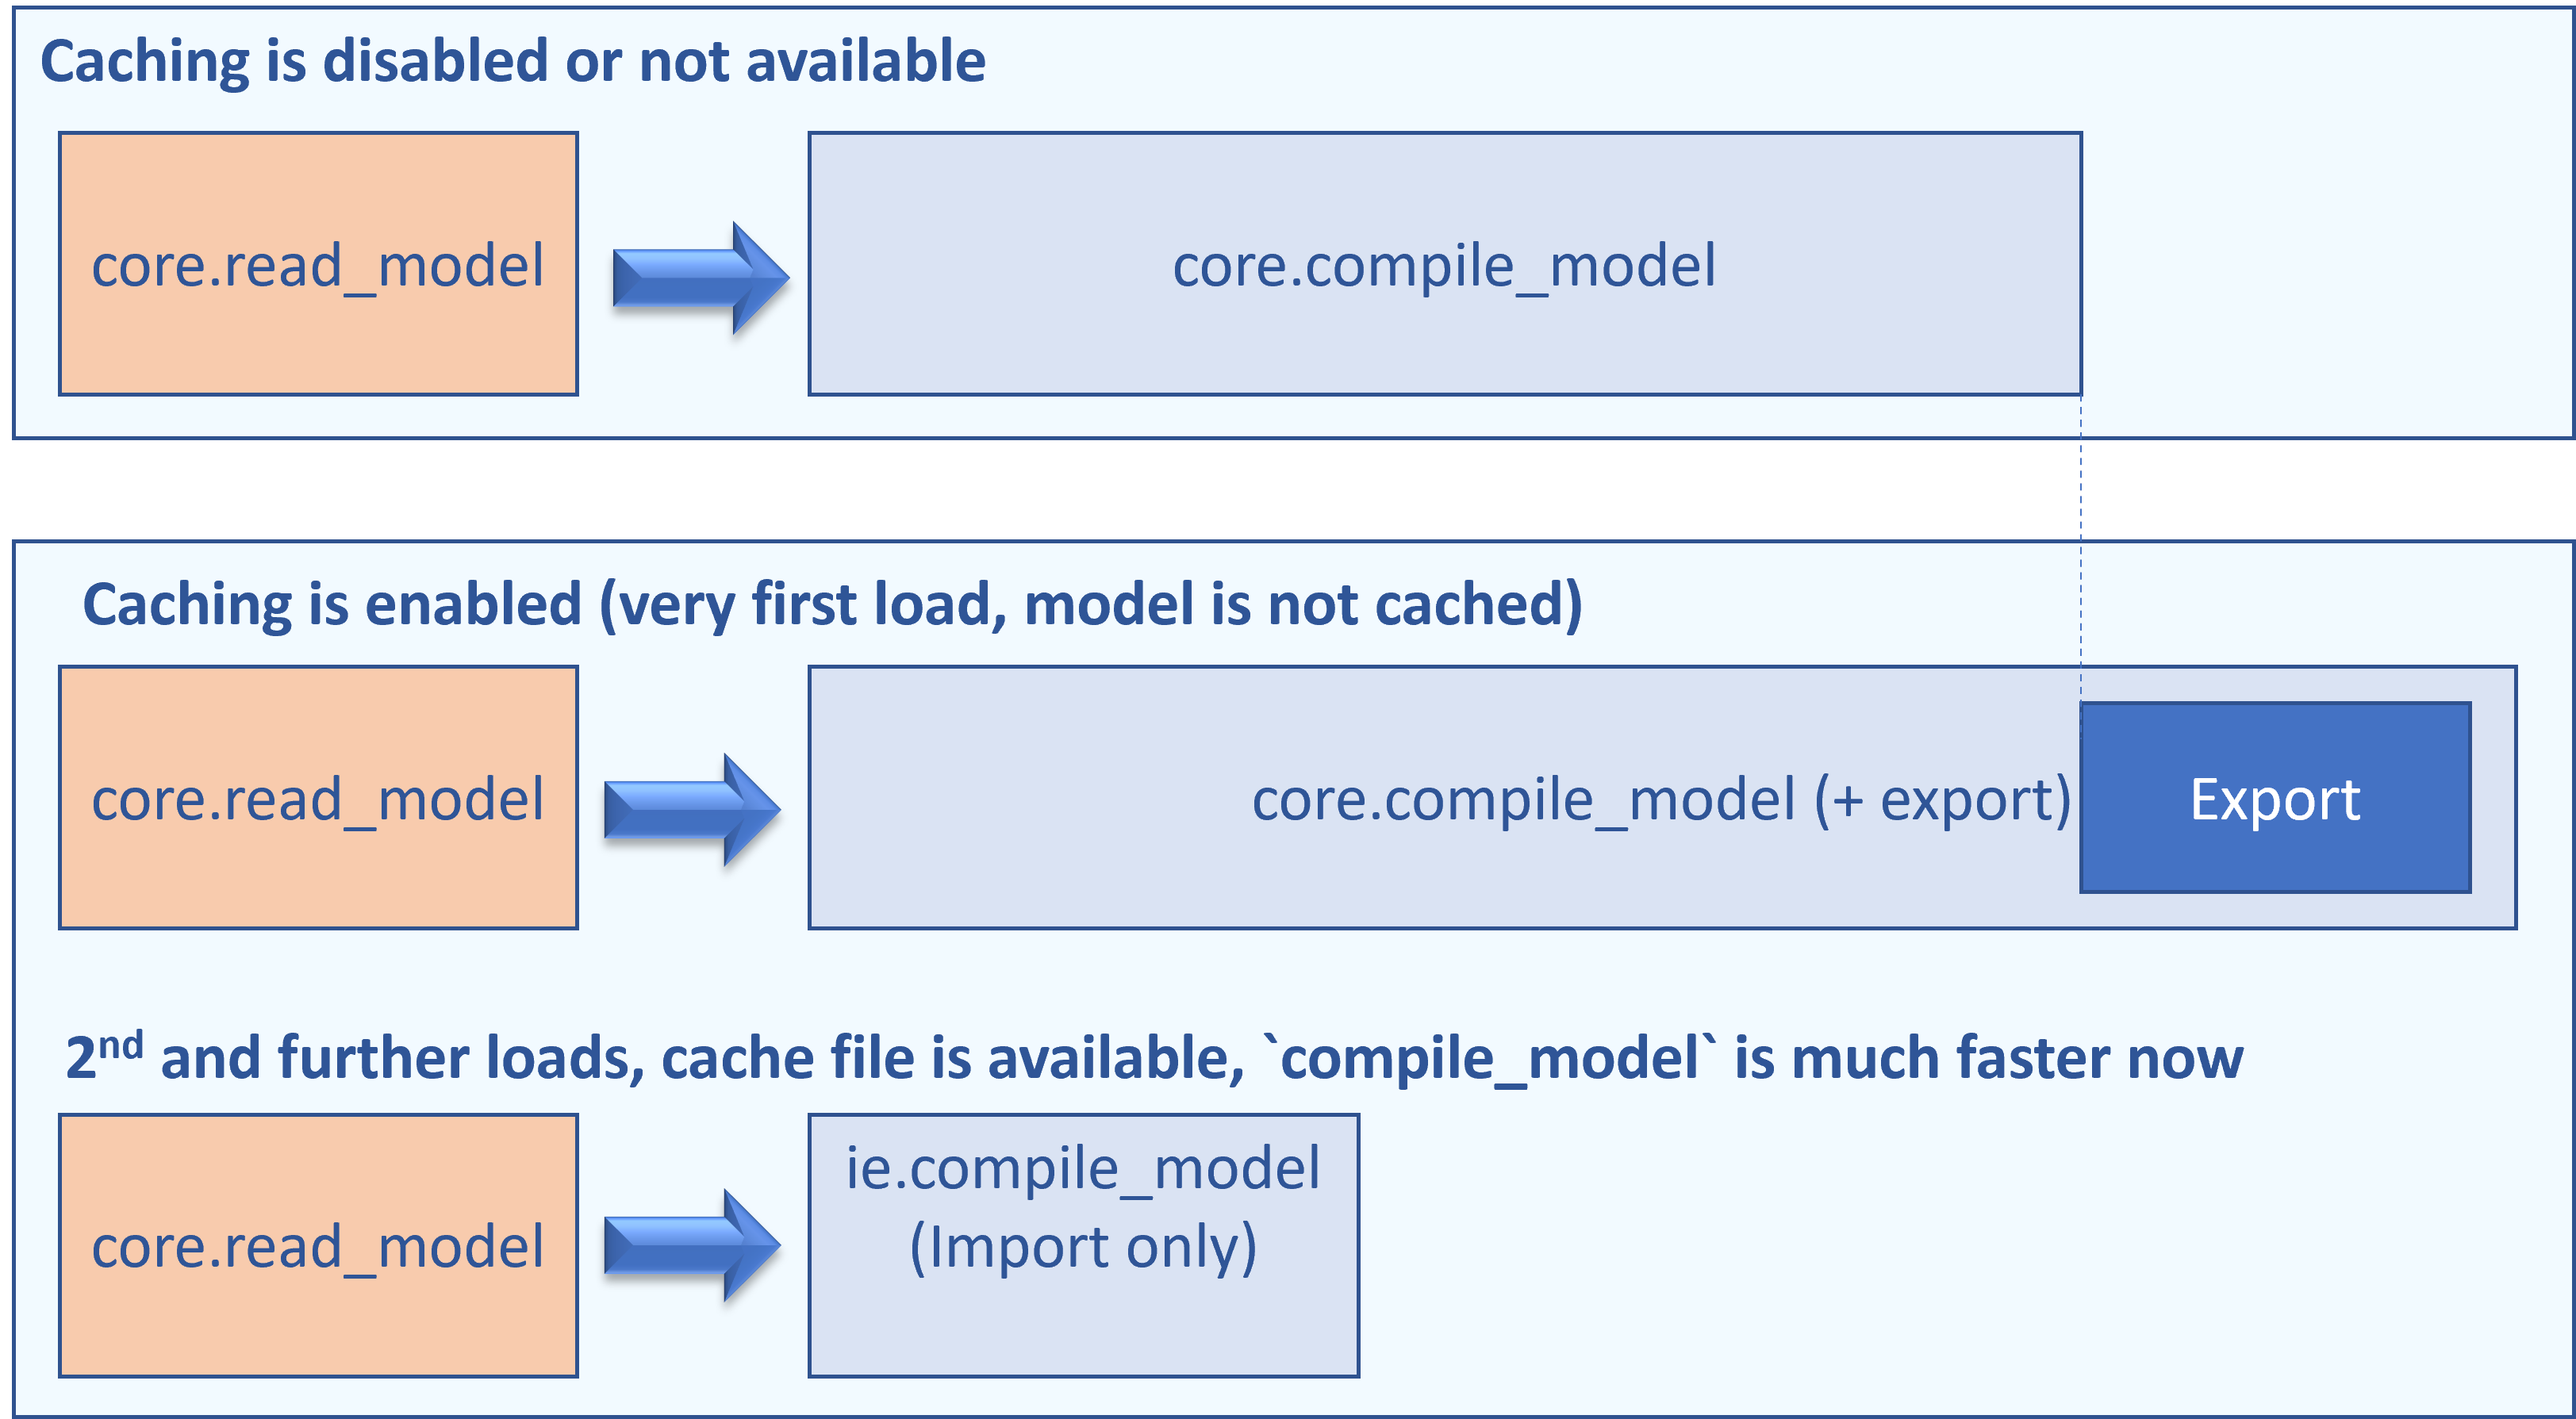 Caching is disabled or not available
core.read_model
core.compile_model
Caching is enabled (very first load, model is not cached)
core.read_model
core.compile_model (+ export)
Export
2nd and further loads, cache file is available, `compile_model` is much faster now
core.read_model
ie.compile_model
(Import only)